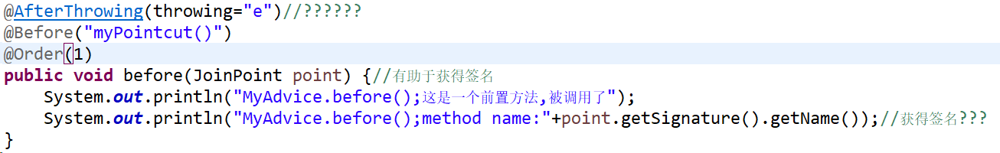 @AfterThrowing(throwing="e")//??????
@Before("myPointcut()")
@Order(1)
public void before(JoinPoint point) {//有助于获得签名
    System.out.println("MyAdvice.before();这是一个前置方法,被调用了");
    System.out.println("MyAdvice.before();method name:"+point.getSignature().getName());//获得签名???
}